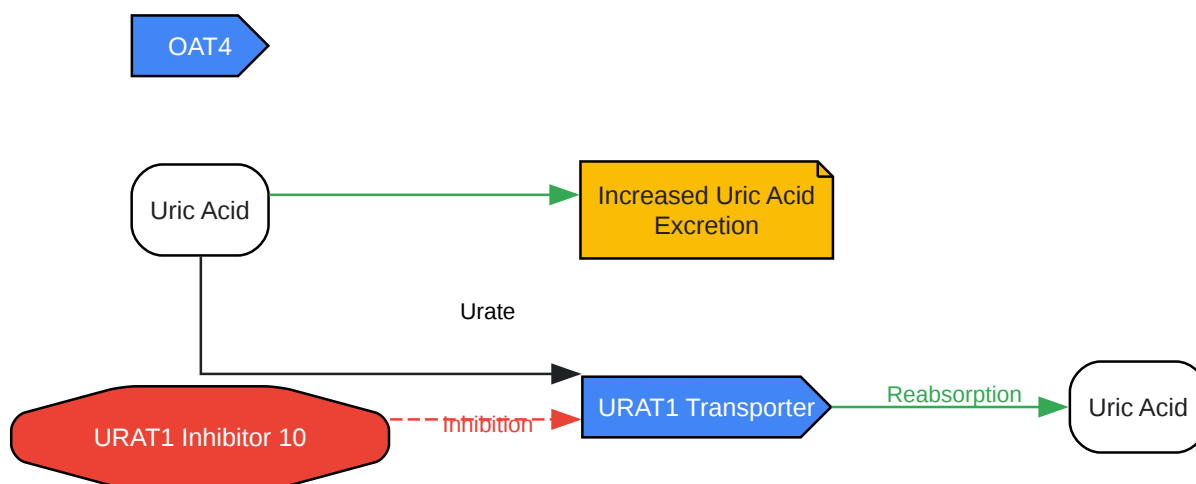 OAT4
Uric Acid
Increased Uric Acid
Excretion
Urate
URAT1 Inhibitor 10
Inhibition
URAT1 Transporter
Reabsorption
Uric Acid